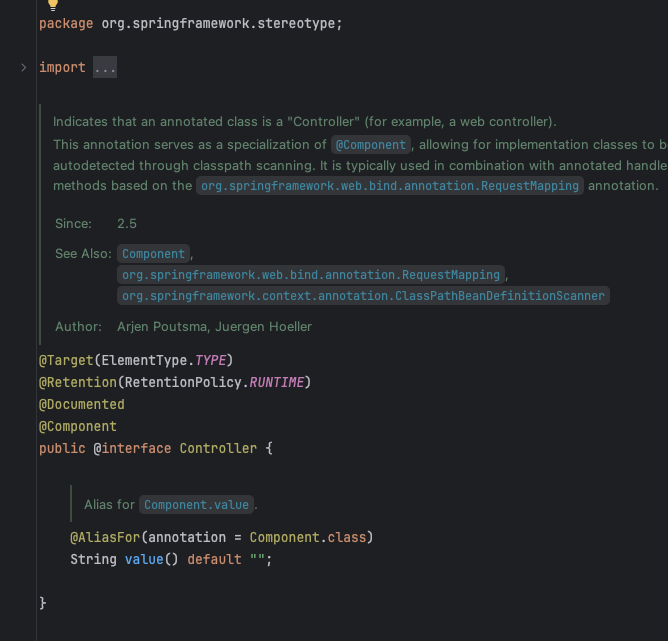 package org.springframework.stereotype;
import ...
Indicates that an annotated class is a "Controller" (for example, a web controller).
This annotation serves as a specialization of @Component, allowing for implementation classes to b
autodetected through classpath scanning. It is typically used in combination with annotated handle
methods based on the org.springframework.web.bind.annotation.RequestMapping annotation.
Since: 2.5
See Also: Component,
org.springframework.web.bind.annotation.RequestMapping,
org.springframework.context.annotation.ClassPathBeanDefinitionScanner
Author: Arjen Poutsma, Juergen Hoeller
@Target(ElementType.TYPE)
@Retention(RetentionPolicy.RUNTIME)
@Documented
@Component
public @interface Controller {
Alias for Component.value.
@AliasFor(annotation = Component.class)
String value() default "";
}